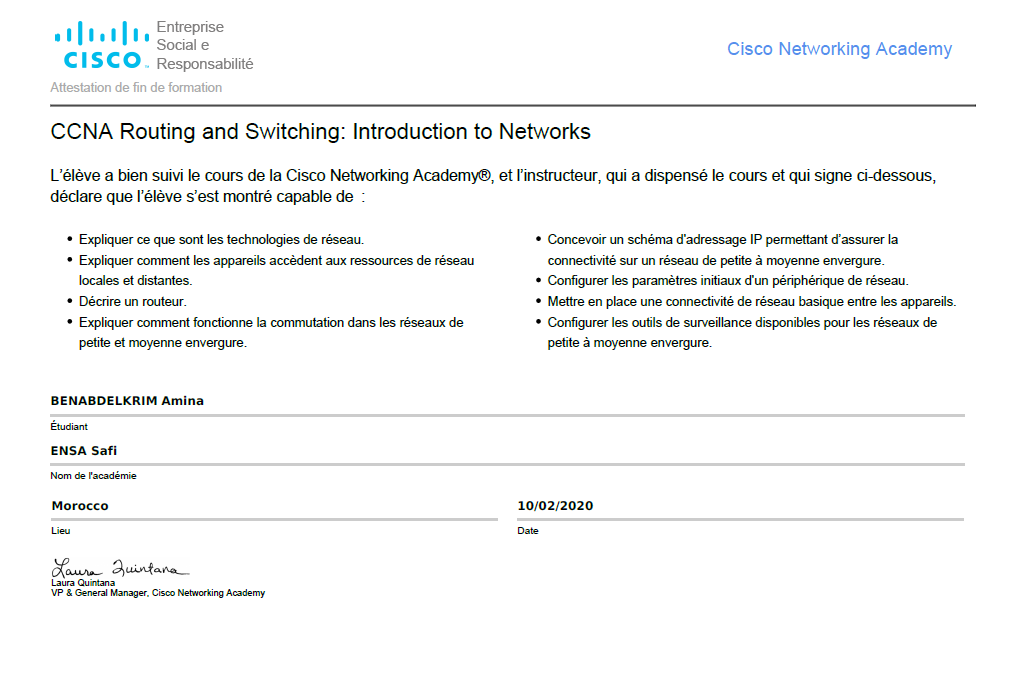 CISCO
Entreprise
Social e
Responsabilité
Cisco Networking Academy
Attestation de fin de formation
CCNA Routing and Switching: Introduction to Networks
L'élève a bien suivi le cours de la Cisco Networking Academy®, et l'instructeur, qui a dispensé le cours et qui signe ci-dessous,
déclare que l'élève s'est montré capable de :
• Expliquer ce que sont les technologies de réseau.
• Expliquer comment les appareils accèdent aux ressources de réseau
locales et distantes.
• Décrire un routeur.
• Expliquer comment fonctionne la commutation dans les réseaux de
petite et moyenne envergure.
• Concevoir un schéma d'adressage IP permettant d'assurer la
connectivité sur un réseau de petite à moyenne envergure.
• Configurer les paramètres initiaux d'un périphérique de réseau.
• Mettre en place une connectivité de réseau basique entre les appareils.
• Configurer les outils de surveillance disponibles pour les réseaux de
petite à moyenne envergure.
BENABDELKRIM Amina
Étudiant
ENSA Safi
Nom de l'académie
Morocco
Lieu
10/02/2020
Date
Laura Quintana
Laura Quintana
VP & General Manager, Cisco Networking Academy